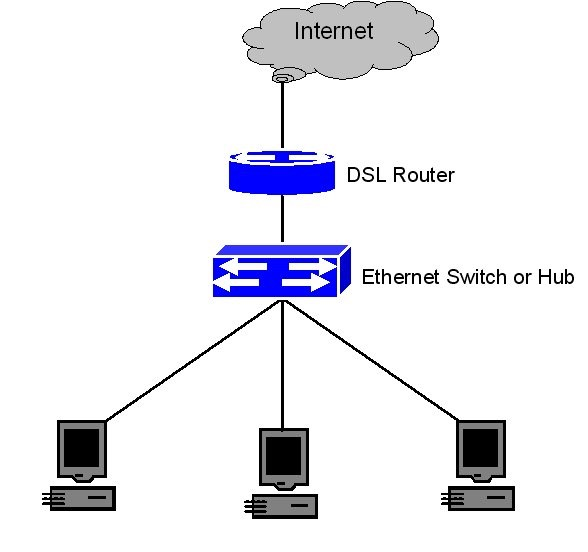 Internet
DSL Router
Ethernet Switch or Hub